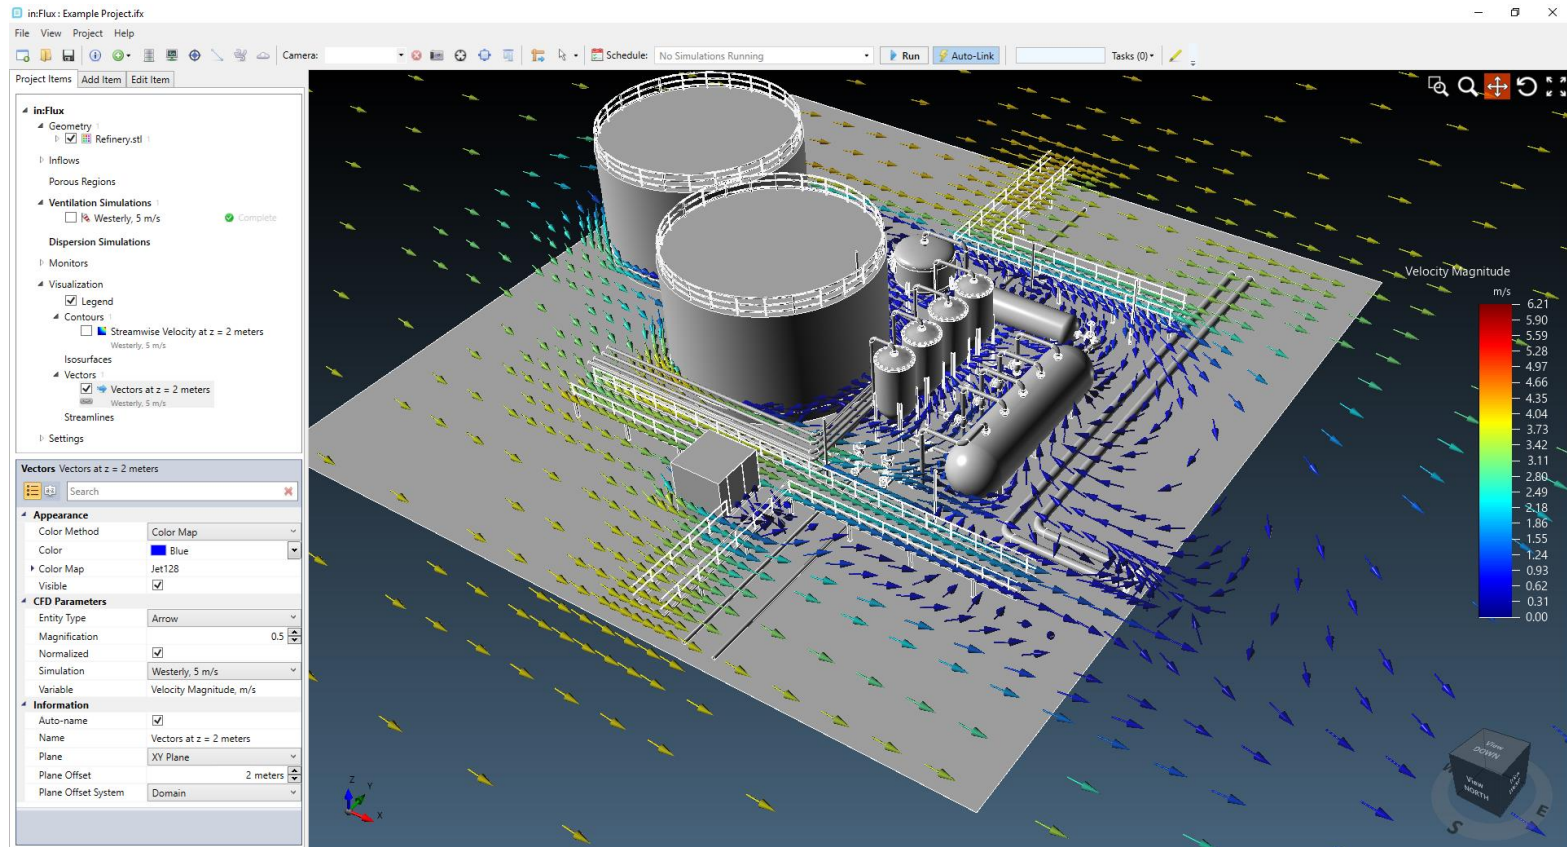 in:Flux : Example Project.ifx
File View Project Help
Camera:
Schedule: No Simulations Running
Run
Auto-Link
Tasks (0)
Project Items Add Item Edit Item
in:Flux
Geometry 1
Refinery.stl 1
Inflows
Porous Regions
Ventilation Simulations 1
Westerly, 5 m/s Complete
Dispersion Simulations
Monitors
Visualization
Legend
Contours 1
Streamwise Velocity at z = 2 meters
Westerly, 5 m/s
Isosurfaces
Vectors 1
Vectors at z = 2 meters
Westerly, 5 m/s
Streamlines
Settings
Vectors Vectors at z = 2 meters
Search
Appearance
Color Method Color Map
Color Blue
Color Map Jet128
Visible
CFD Parameters
Entity Type Arrow
Magnification 0.5
Normalized
Simulation Westerly, 5 m/s
Variable Velocity Magnitude, m/s
Information
Auto-name
Name Vectors at z = 2 meters
Plane XY Plane
Plane Offset 2 meters
Plane Offset System Domain
Velocity Magnitude
m/s
6.21
5.90
5.59
5.28
4.97
4.66
4.35
4.04
3.73
3.42
3.11
2.80
2.49
2.18
1.86
1.55
1.24
0.93
0.62
0.31
0.00
Z
Y
X
View
DOWN
View
NORTH
W
S
E